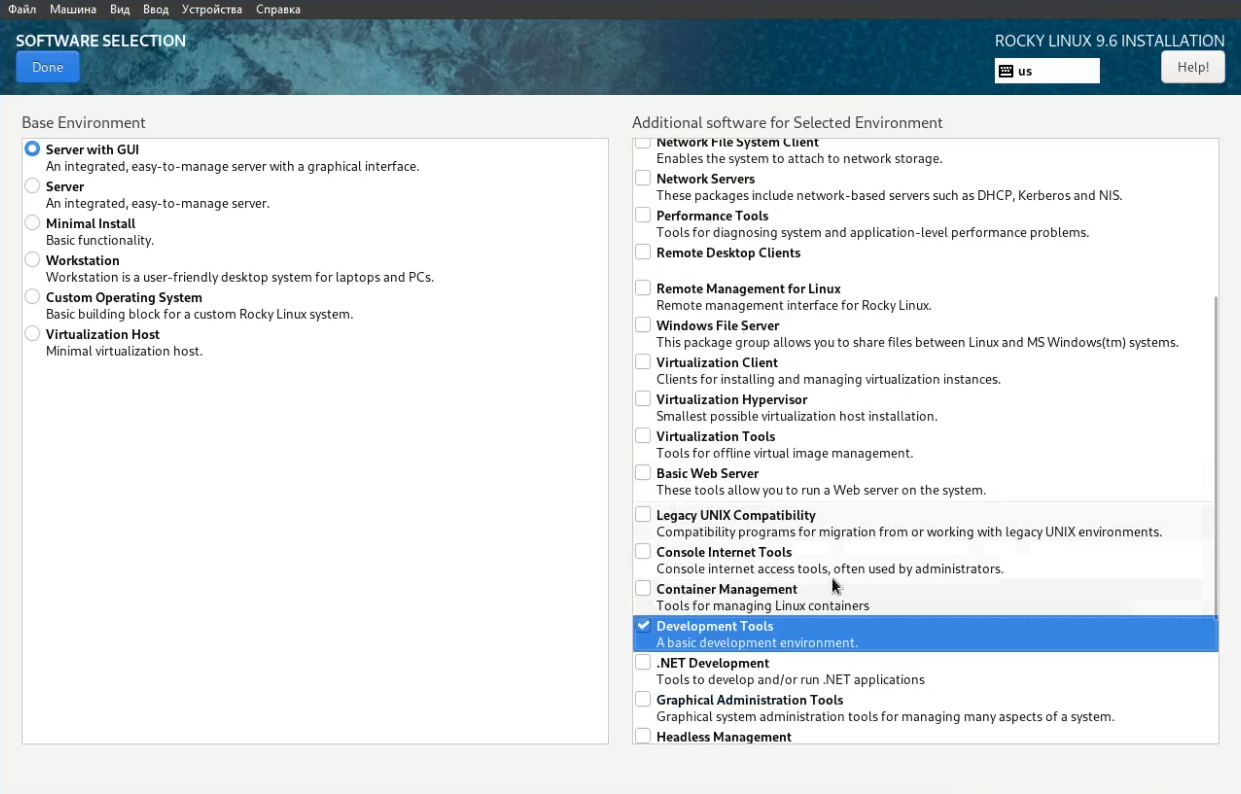 Файл Машина Вид Ввод Устройства Справка
SOFTWARE SELECTION
ROCKY LINUX 9.6 INSTALLATION
Done
us
Help!
Base Environment
Server with GUI
An integrated, easy-to-manage server with a graphical interface.
Server
An integrated, easy-to-manage server.
Minimal Install
Basic functionality.
Workstation
Workstation is a user-friendly desktop system for laptops and PCs.
Custom Operating System
Basic building block for a custom Rocky Linux system.
Virtualization Host
Minimal virtualization host.
Additional software for Selected Environment
Network File System Client
Enables the system to attach to network storage.
Network Servers
These packages include network-based servers such as DHCP, Kerberos and NIS.
Performance Tools
Tools for diagnosing system and application-level performance problems.
Remote Desktop Clients
Remote Management for Linux
Remote management interface for Rocky Linux.
Windows File Server
This package group allows you to share files between Linux and MS Windows(tm) systems.
Virtualization Client
Clients for installing and managing virtualization instances.
Virtualization Hypervisor
Smallest possible virtualization host installation.
Virtualization Tools
Tools for offline virtual image management.
Basic Web Server
These tools allow you to run a Web server on the system.
Legacy UNIX Compatibility
Compatibility programs for migration from or working with legacy UNIX environments.
Console Internet Tools
Console internet access tools, often used by administrators.
Container Management
Tools for managing Linux containers
Development Tools
A basic development environment.
.NET Development
Tools to develop and/or run .NET applications
Graphical Administration Tools
Graphical system administration tools for managing many aspects of a system.
Headless Management